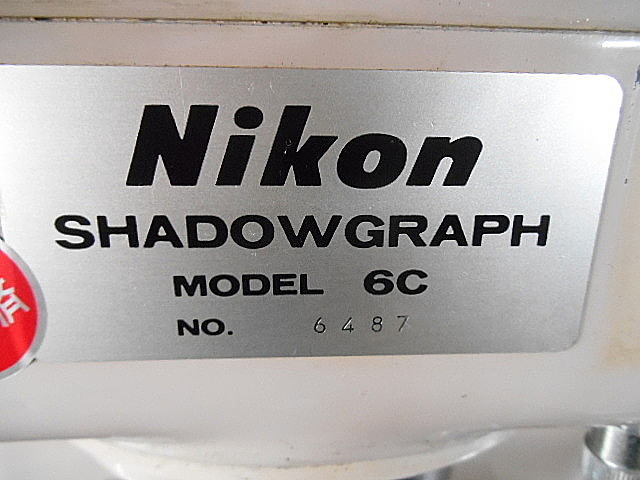 Nikon
SHADOWGRAPH
MODEL 6C
NO. 6487